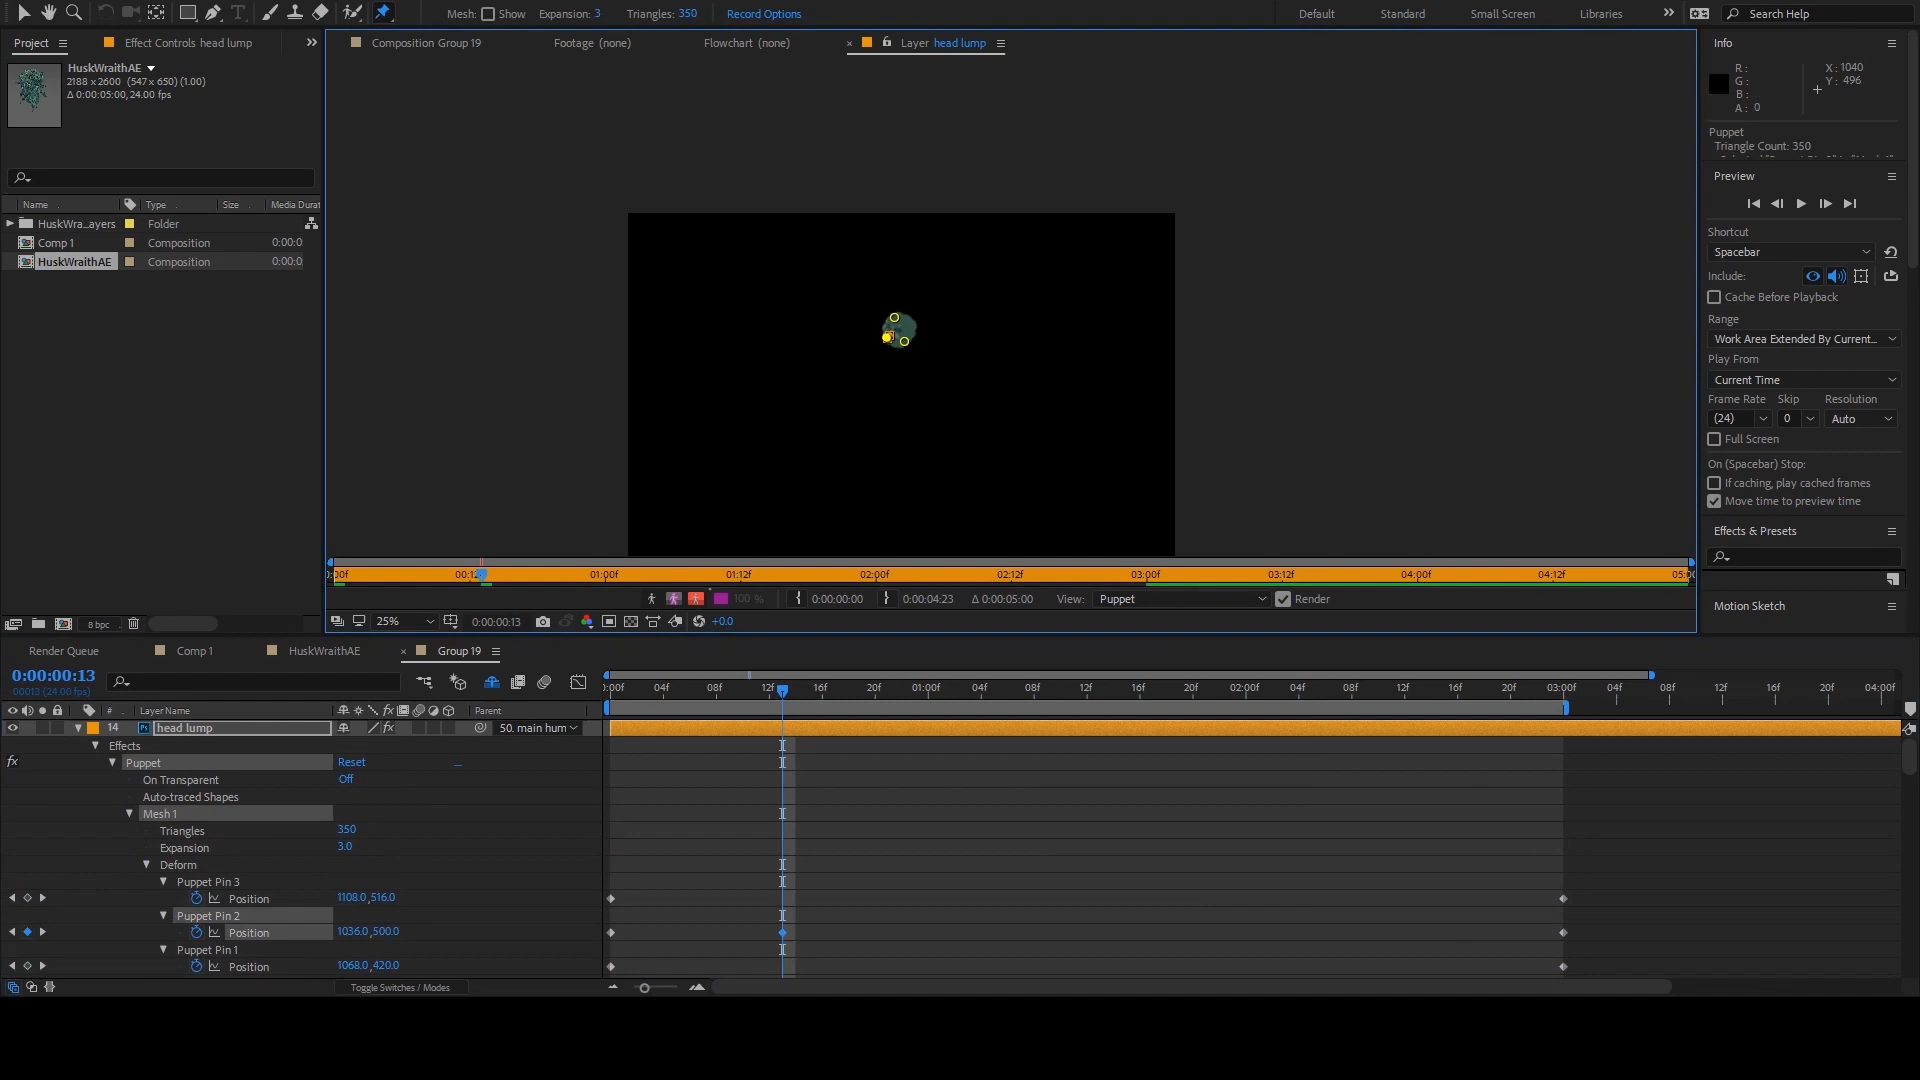 Mesh: Show Expansion: 3 Triangles: 350 Record Options Default Standard Small Screen Libraries Search Help
Project Effect Controls head lump Composition Group 19 Footage (none) Flowchart (none) Layer head lump Info
HuskWraithAE
2188 x 2600 (547 x 650) (1.00)
Δ 0:00:05:00, 24.00 fps
R:
G:
B:
A: 0
X: 1040
Y: 496
Puppet
Triangle Count: 350
Preview
Name Type Size Media Durat
HuskWra...ayers Folder
Comp 1 Composition 0:00:0
HuskWraithAE Composition 0:00:0
Shortcut
Spacebar
Include:
Cache Before Playback
Range
Work Area Extended By Current...
Play From
Current Time
Frame Rate Skip Resolution
(24) 0 Auto
Full Screen
On (Spacebar) Stop:
If caching, play cached frames
Move time to preview time
Effects & Presets
Motion Sketch
:00f 00:12 01:00f 01:12f 02:00f 02:12f 03:00f 03:12f 04:00f 04:12f 05:00
100 % 0:00:00:00 0:00:04:23 Δ 0:00:05:00 View: Puppet Render
8 bpc 25% 0:00:00:13 +0.0
Render Queue Comp 1 HuskWraithAE Group 19
0:00:00:13
00013 (24.00 fps)
:00f 04f 08f 12f 16f 20f 01:00f 04f 08f 12f 16f 20f 02:00f 04f 08f 12f 16f 20f 03:00f 04f 08f 12f 16f 20f 04:00f
# Layer Name Parent
14 Ps head lump fx 50. main hum
Effects
fx Puppet Reset
On Transparent Off
Auto-traced Shapes
Mesh 1
Triangles 350
Expansion 3.0
Deform
Puppet Pin 3
Position 1108.0,516.0
Puppet Pin 2
Position 1036.0,500.0
Puppet Pin 1
Position 1068.0,420.0
Toggle Switches / Modes